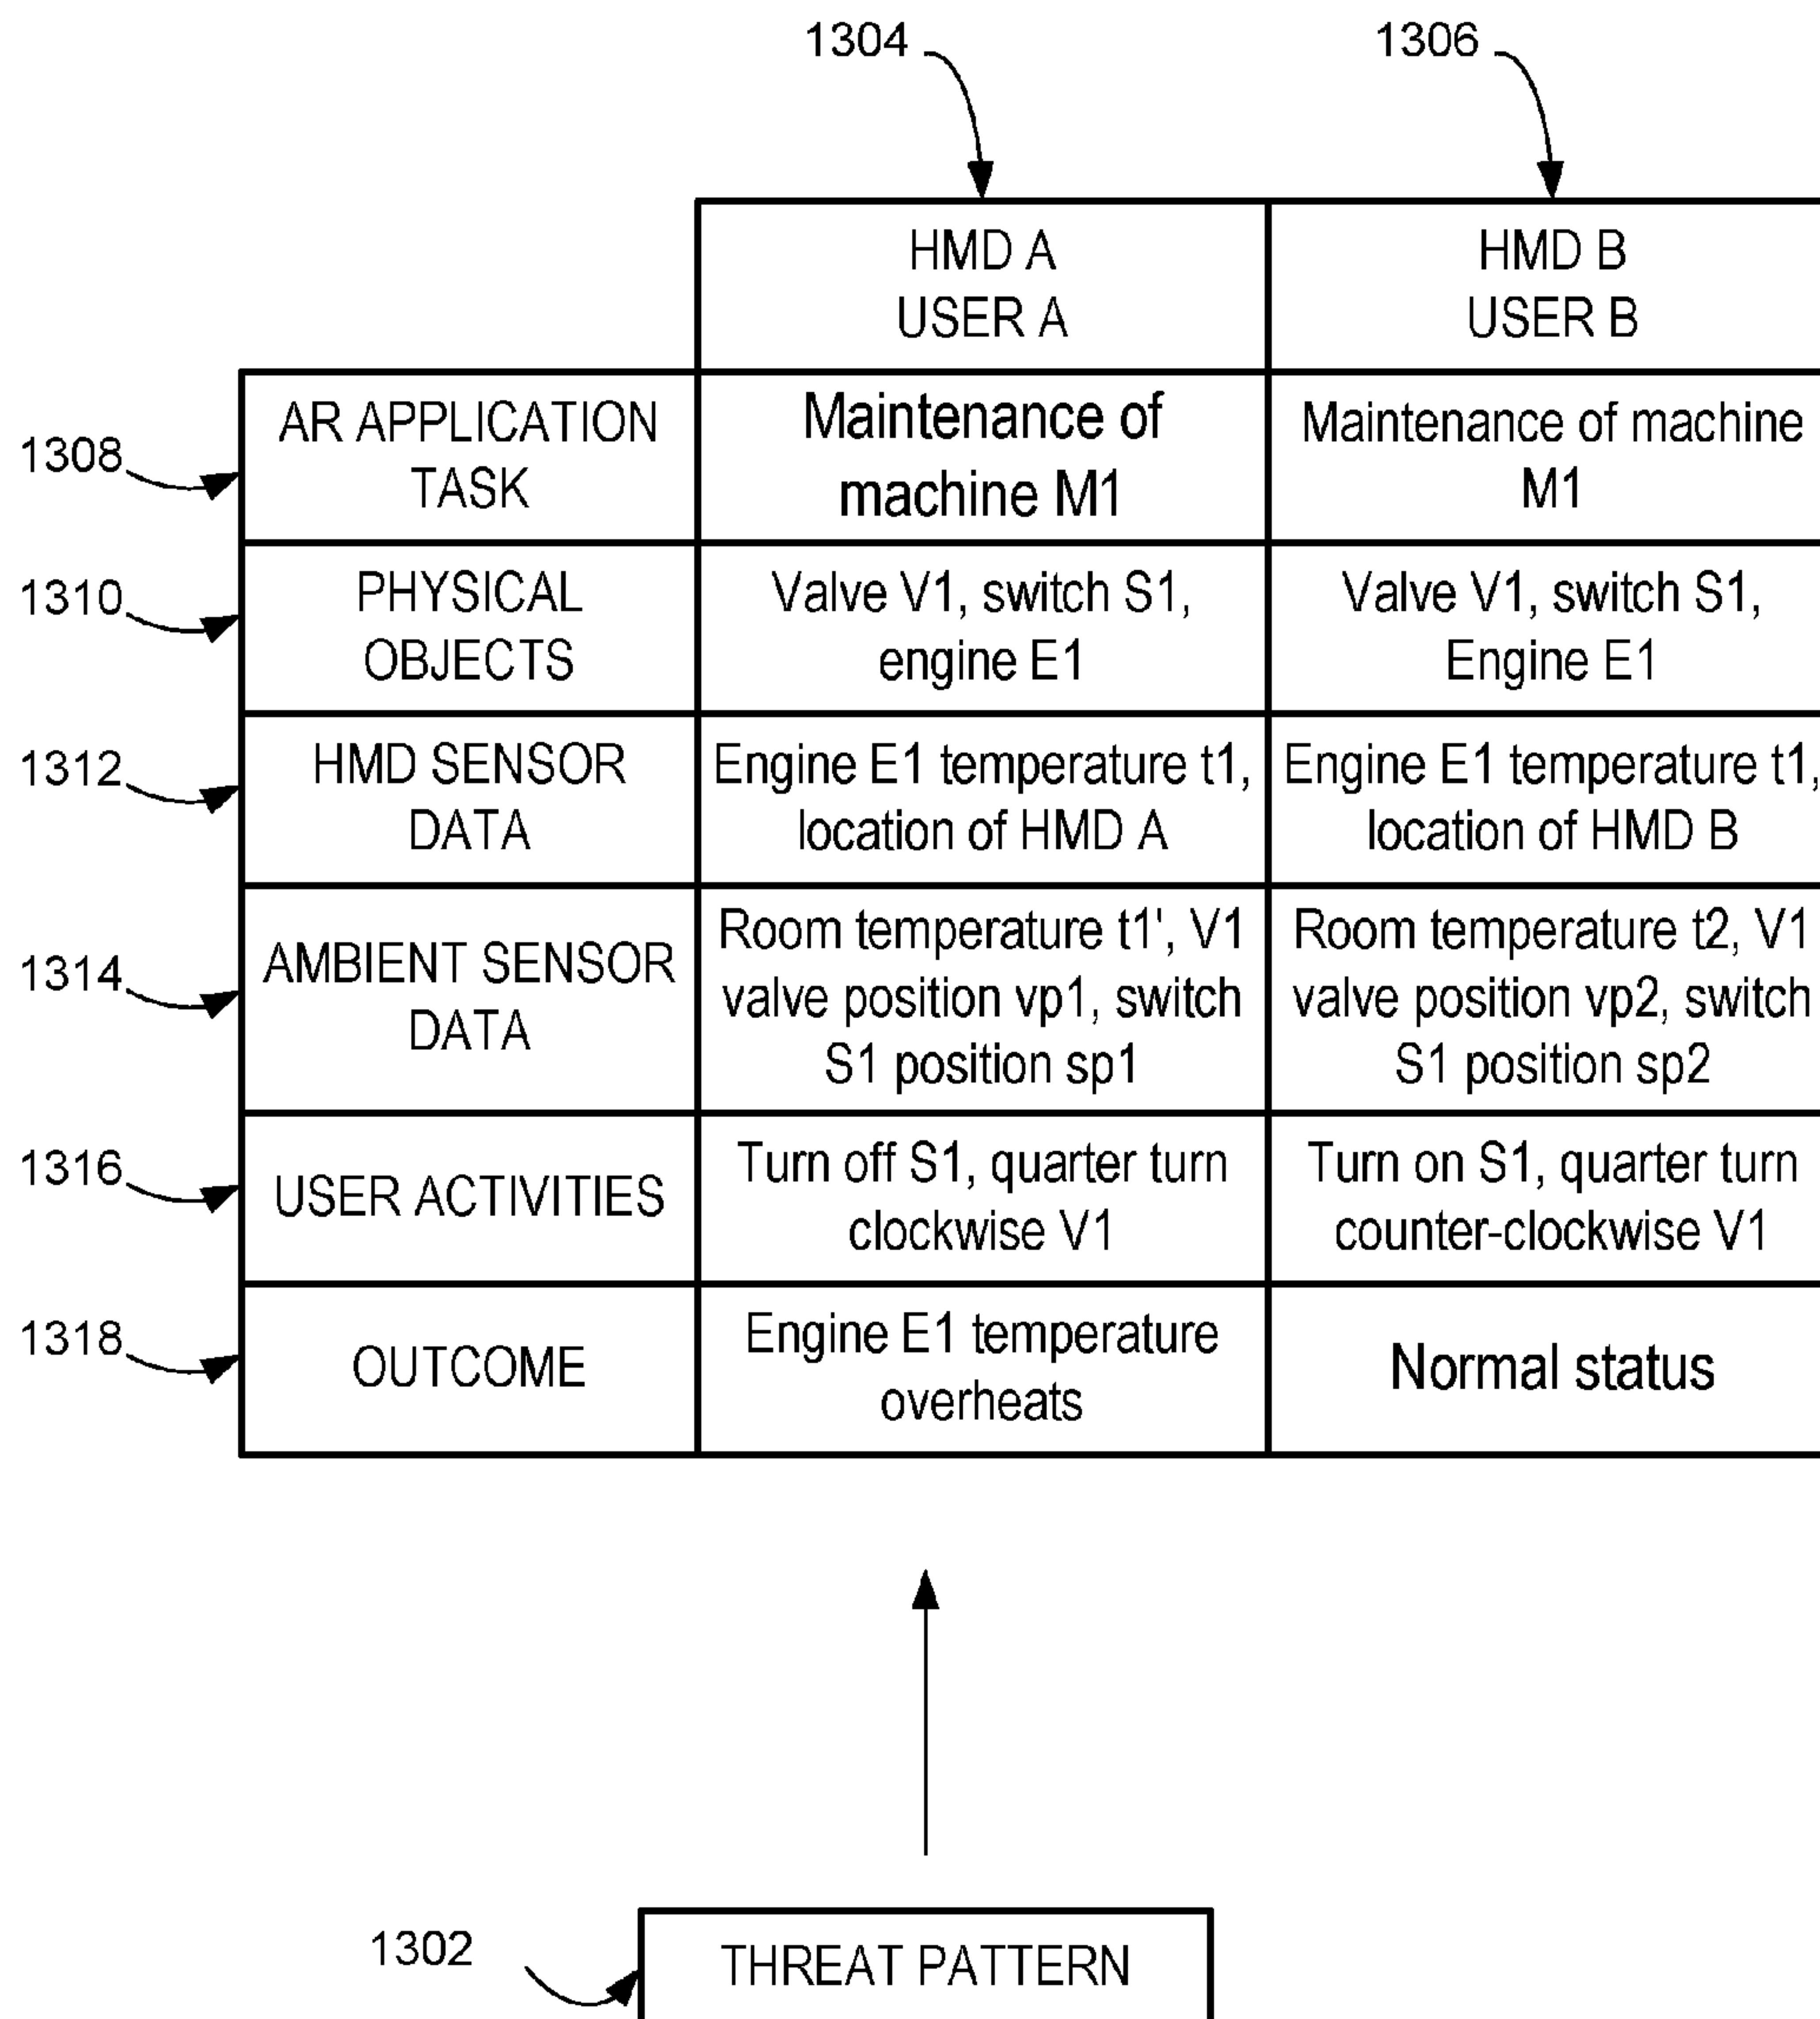 1304
1306
HMD A
USER A
HMD B
USER B
1308
AR APPLICATION
TASK
Maintenance of
machine M1
Maintenance of machine
M1
1310
PHYSICAL
OBJECTS
Valve V1, switch S1,
engine E1
Valve V1, switch S1,
Engine E1
1312
HMD SENSOR
DATA
Engine E1 temperature t1,
location of HMD A
Engine E1 temperature t1,
location of HMD B
1314
AMBIENT SENSOR
DATA
Room temperature t1', V1
valve position vp1, switch
S1 position sp1
Room temperature t2, V1
valve position vp2, switch
S1 position sp2
1316
USER ACTIVITIES
Turn off S1, quarter turn
clockwise V1
Turn on S1, quarter turn
counter-clockwise V1
1318
OUTCOME
Engine E1 temperature
overheats
Normal status
1302
THREAT PATTERN